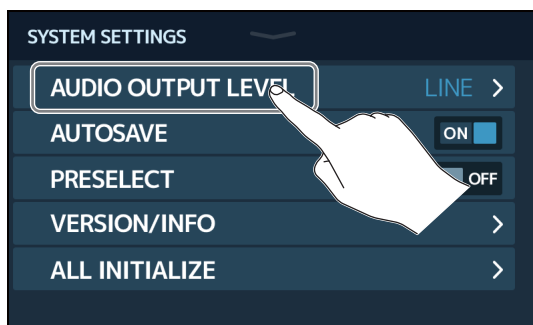 SYSTEM SETTINGS
AUDIO OUTPUT LEVEL LINE >
AUTOSAVE ON
PRESELECT OFF
VERSION/INFO >
ALL INITIALIZE >